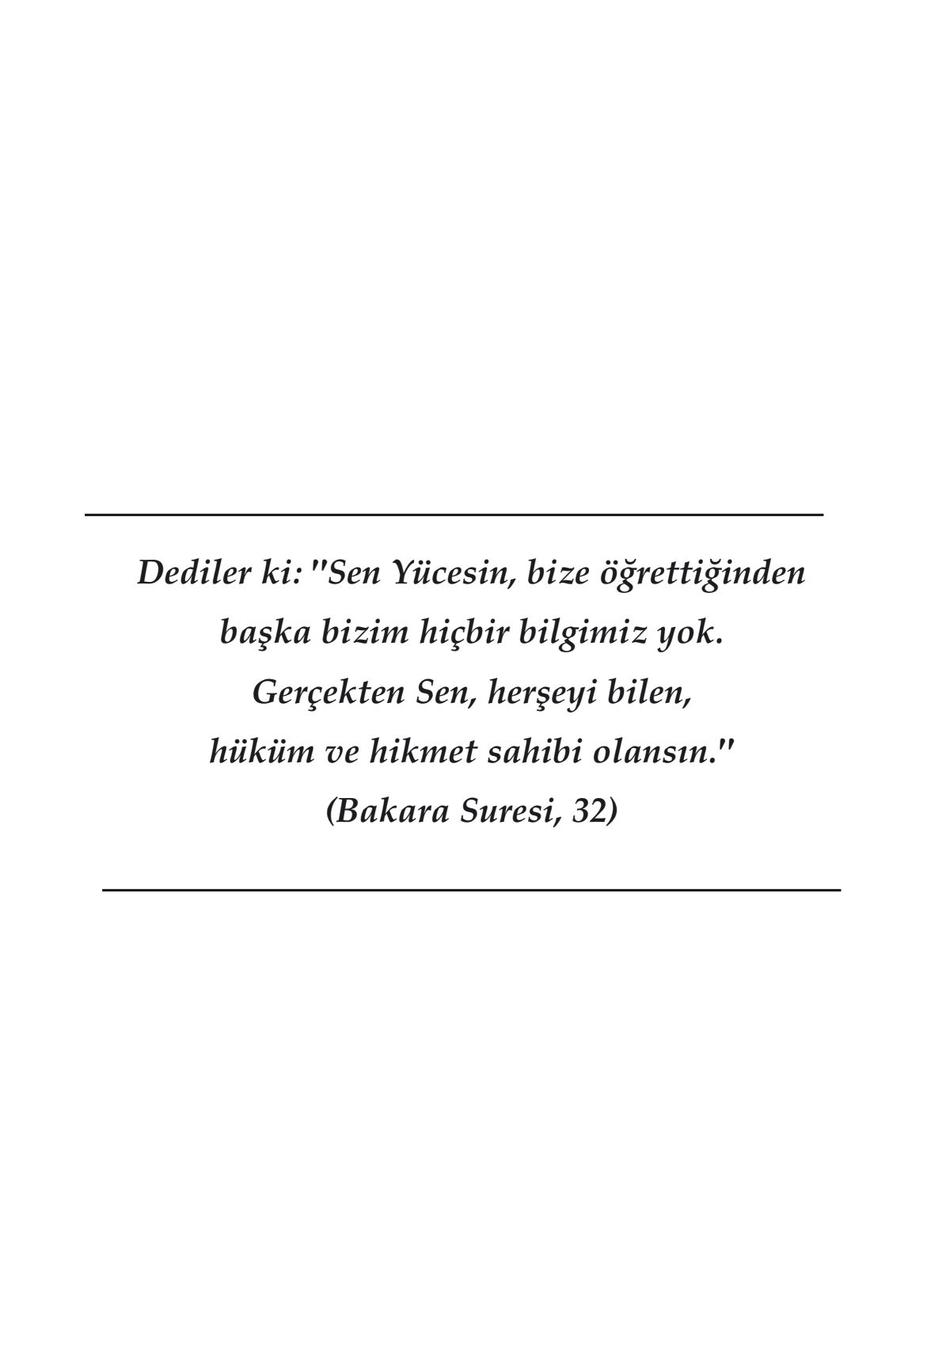 Dediler ki: "Sen Yücesin, bize öğrettiğinden
başka bizim hiçbir bilgimiz yok.
Gerçekten Sen, herşeyi bilen,
hüküm ve hikmet sahibi olansın."
(Bakara Suresi, 32)